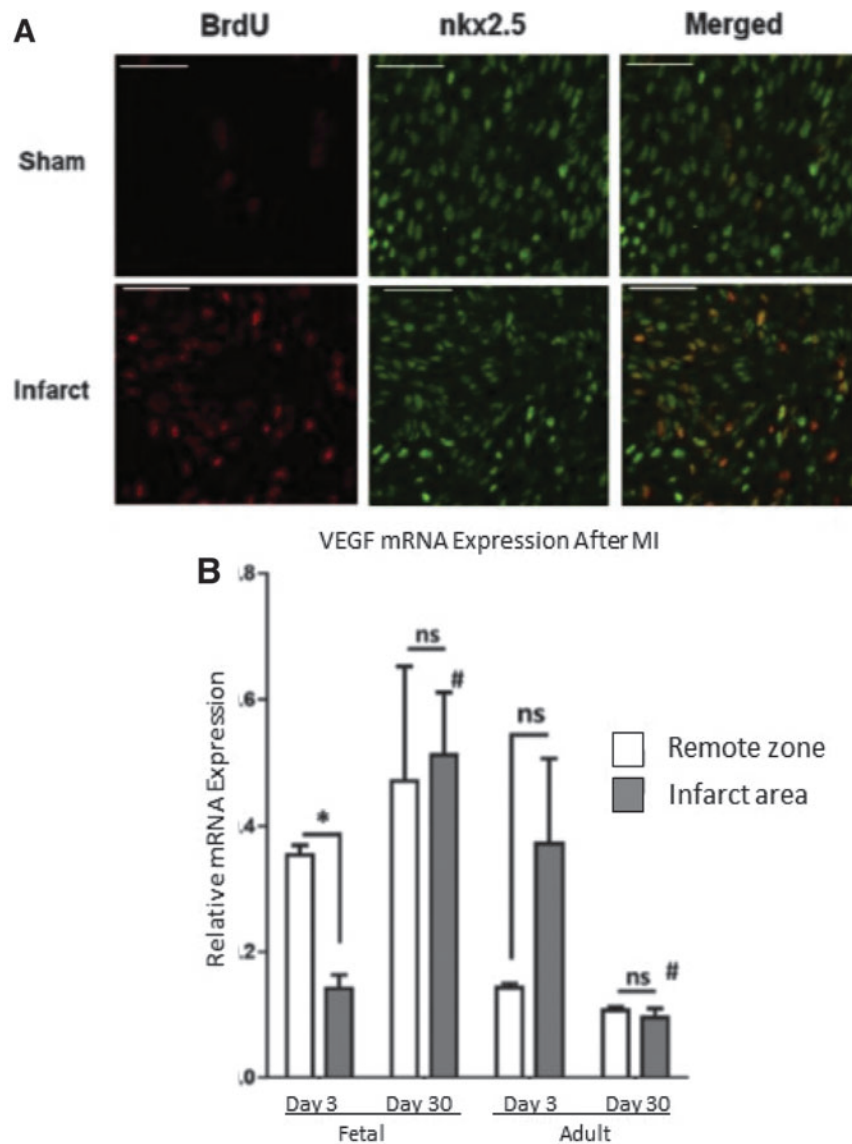 A
BrdU nkx2.5 Merged
Sham
Infarct
VEGF mRNA Expression After MI
B
.8
.6
.4
.2
.0
Relative mRNA Expression
*
ns
#
ns
ns
#
Remote zone
Infarct area
Day 3 Day 30 Day 3 Day 30
Fetal Adult